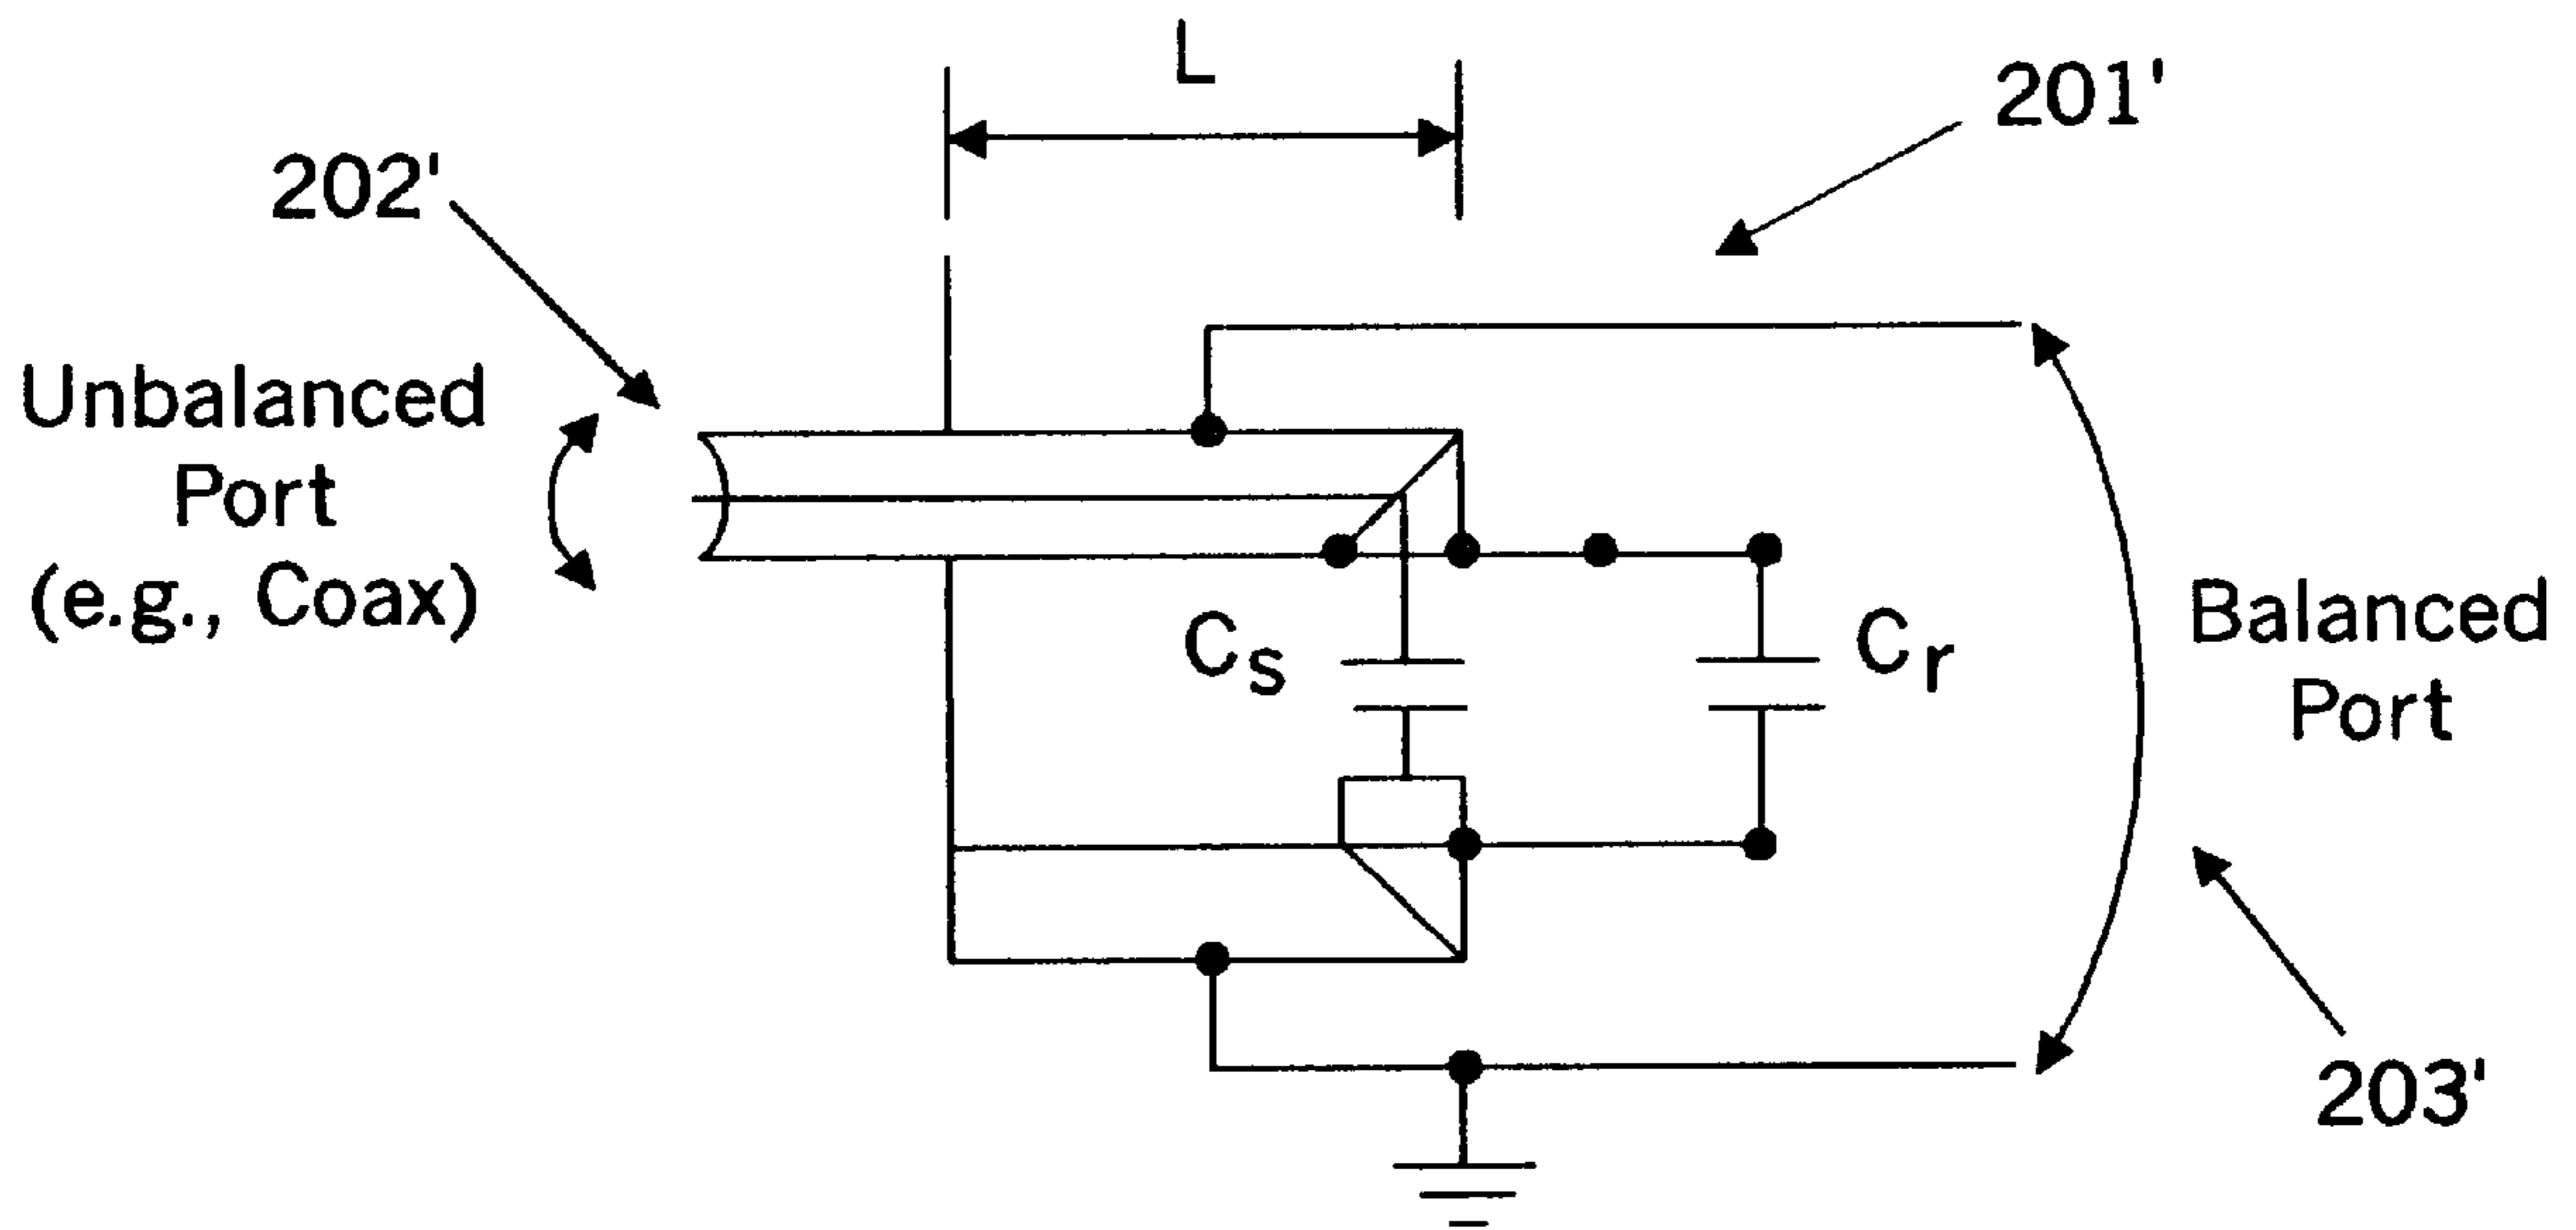 L
201'
202'
Unbalanced
Port
(e.g., Coax)
Cs
Cr
Balanced
Port
203'